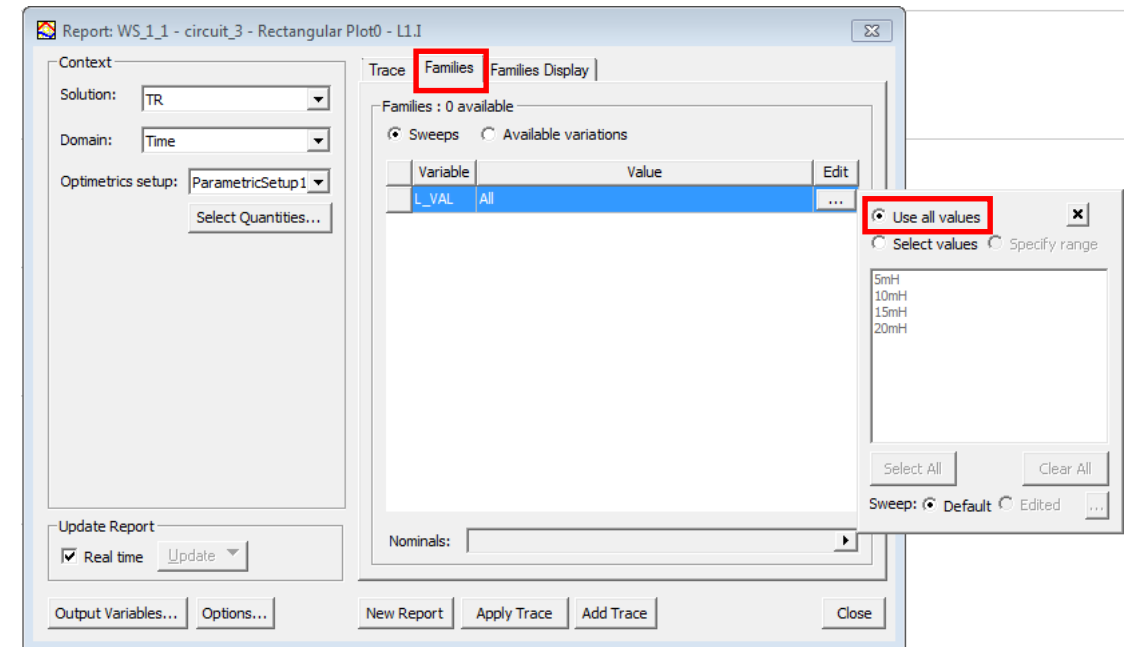 Report: WS_1_1 - circuit_3 - Rectangular Plot0 - L1.I
Context
Solution: TR
Domain: Time
Optimetrics setup: ParametricSetup1
Select Quantities...
Trace Families Families Display
Families : 0 available
Sweeps Available variations
Variable Value Edit
L_VAL All ...
Use all values
Select values Specify range
5mH
10mH
15mH
20mH
Select All Clear All
Sweep: Default Edited ...
Nominals:
Update Report
Real time Update
Output Variables... Options... New Report Apply Trace Add Trace Close